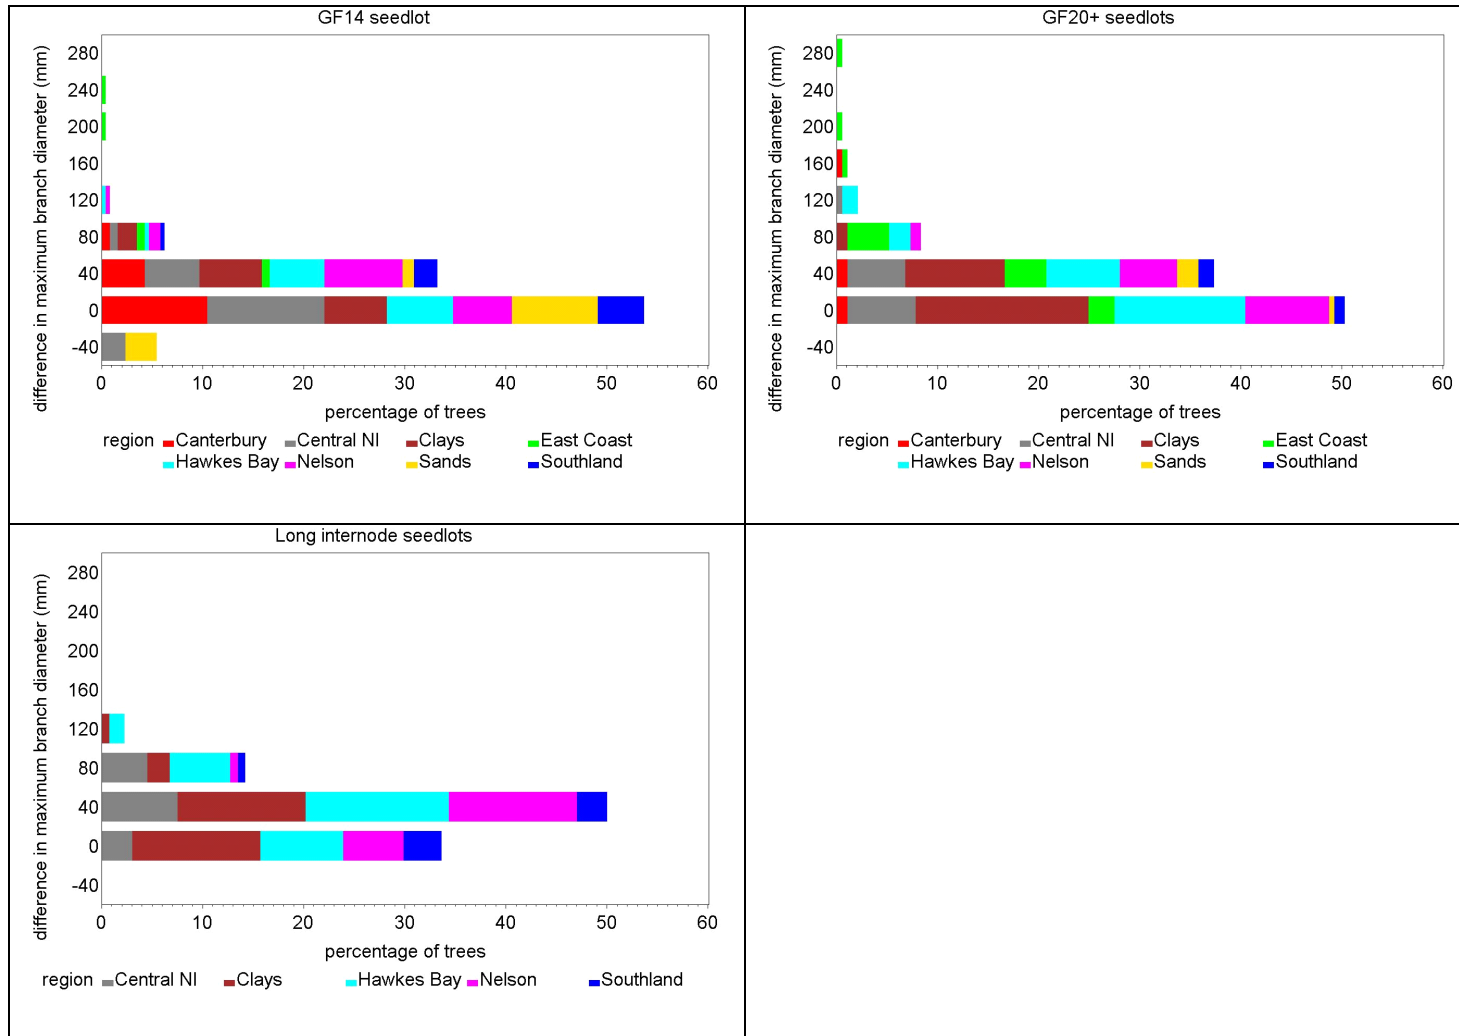 GF14 seedlot
difference in maximum branch diameter (mm)
280
240
200
160
120
80
40
0
-40
0 10 20 30 40 50 60
percentage of trees
region Canterbury Central NI Clays East Coast
Hawkes Bay Nelson Sands Southland
GF20+ seedlots
difference in maximum branch diameter (mm)
280
240
200
160
120
80
40
0
-40
0 10 20 30 40 50 60
percentage of trees
region Canterbury Central NI Clays East Coast
Hawkes Bay Nelson Sands Southland
Long internode seedlots
difference in maximum branch diameter (mm)
280
240
200
160
120
80
40
0
-40
0 10 20 30 40 50 60
percentage of trees
region Central NI Clays Hawkes Bay Nelson Southland